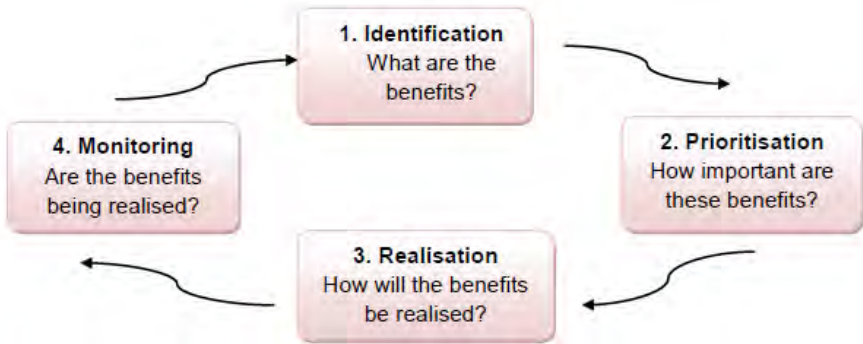 1. Identification
What are the
benefits?
2. Prioritisation
How important are
these benefits?
3. Realisation
How will the benefits
be realised?
4. Monitoring
Are the benefits
being realised?